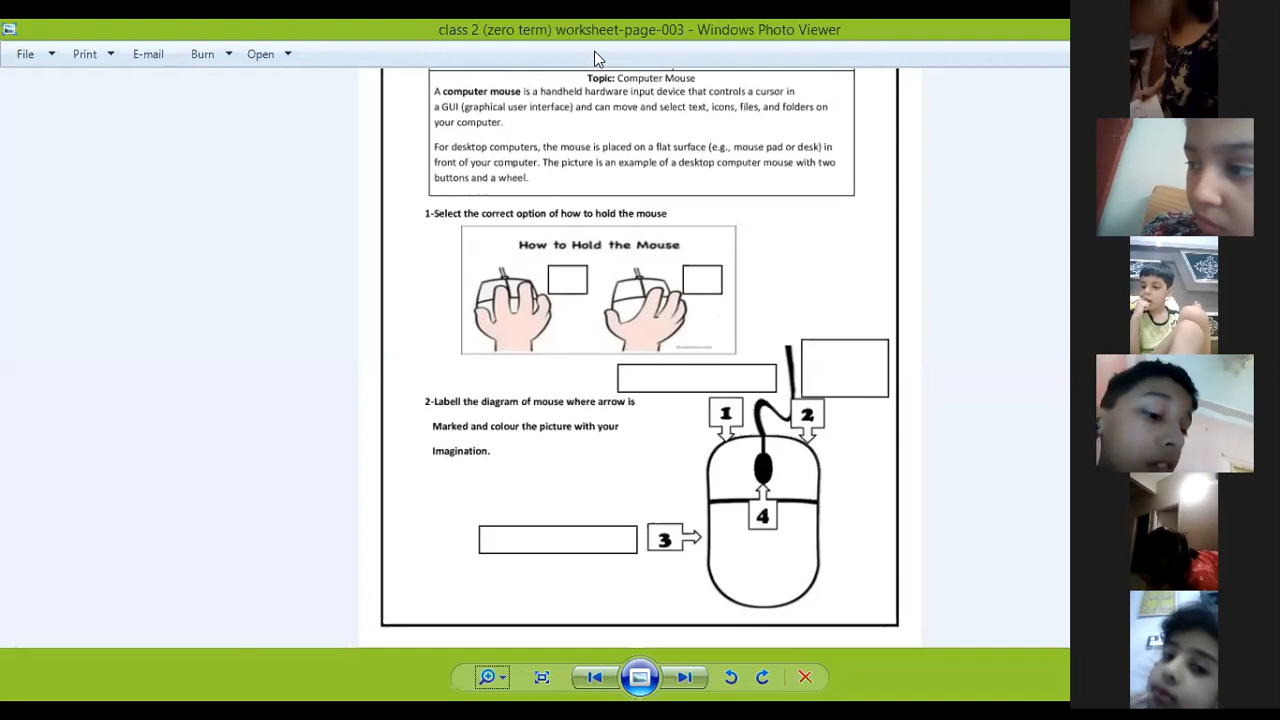 class 2 (zero term) worksheet-page-003 - Windows Photo Viewer
File Print E-mail Burn Open
Topic: Computer Mouse
A computer mouse is a handheld hardware input device that controls a cursor in
a GUI (graphical user interface) and can move and select text, icons, files, and folders on
your computer.
For desktop computers, the mouse is placed on a flat surface (e.g., mouse pad or desk) in
front of your computer. The picture is an example of a desktop computer mouse with two
buttons and a wheel.
1-Select the correct option of how to hold the mouse
How to Hold the Mouse
2-Labell the diagram of mouse where arrow is
Marked and colour the picture with your
Imagination.
1
2
4
3